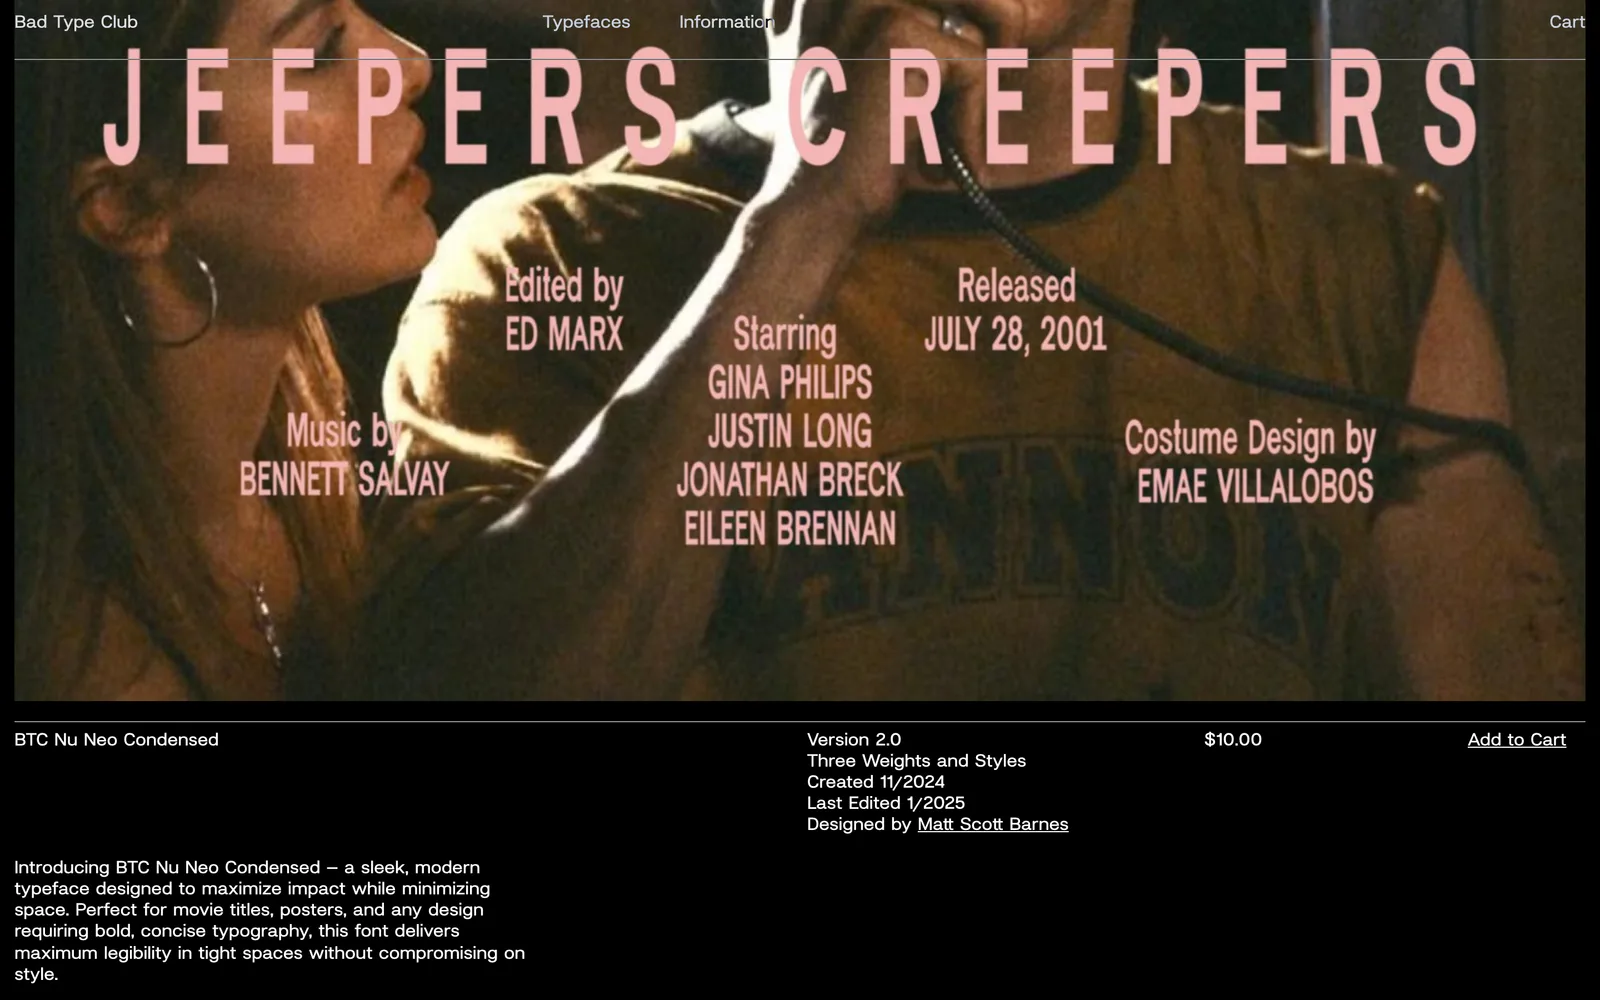 Bad Type Club
Typefaces
Information
Cart
JEEPERS CREEPERS
Edited by
ED MARX
Released
JULY 28, 2001
Starring
GINA PHILIPS
JUSTIN LONG
JONATHAN BRECK
EILEEN BRENNAN
Music by
BENNETT SALVAY
Costume Design by
EMAE VILLALOBOS
BTC Nu Neo Condensed
Version 2.0
Three Weights and Styles
Created 11/2024
Last Edited 1/2025
Designed by Matt Scott Barnes
$10.00
Add to Cart
Introducing BTC Nu Neo Condensed – a sleek, modern
typeface designed to maximize impact while minimizing
space. Perfect for movie titles, posters, and any design
requiring bold, concise typography, this font delivers
maximum legibility in tight spaces without compromising on
style.